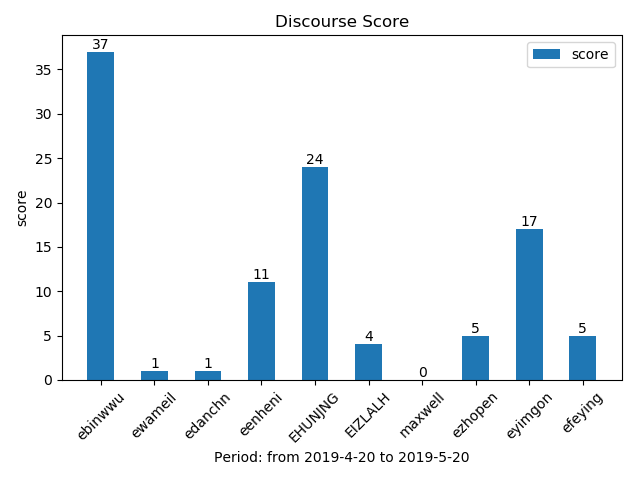 Discourse Score
score
37
1
1
11
24
4
0
5
17
5
35
30
25
20
15
10
5
0
score
ebinwwu
ewameil
edanchn
eenheni
EHUNJNG
EIZLALH
maxwell
ezhopen
eyimgon
efeying
Period: from 2019-4-20 to 2019-5-20